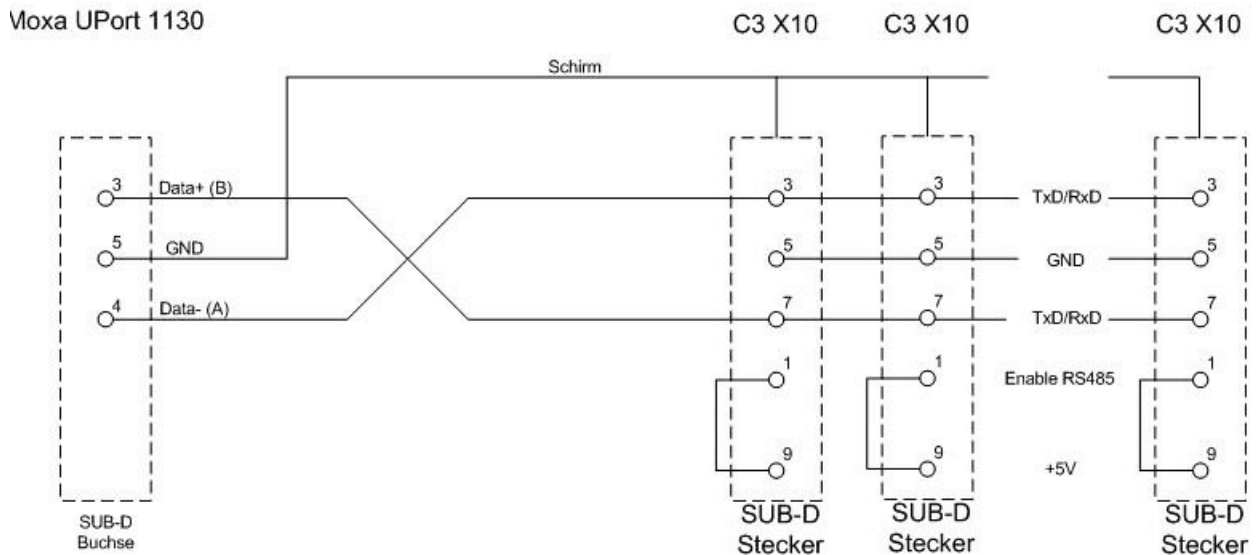 Moxa UPort 1130
C3 X10
C3 X10
C3 X10
Schirm
3
Data+ (B)
3
3
TxD/RxD
3
5
GND
5
5
GND
5
4
Data- (A)
7
7
TxD/RxD
7
1
1
Enable RS485
1
9
9
+5V
9
SUB-D
Buchse
SUB-D
Stecker
SUB-D
Stecker
SUB-D
Stecker